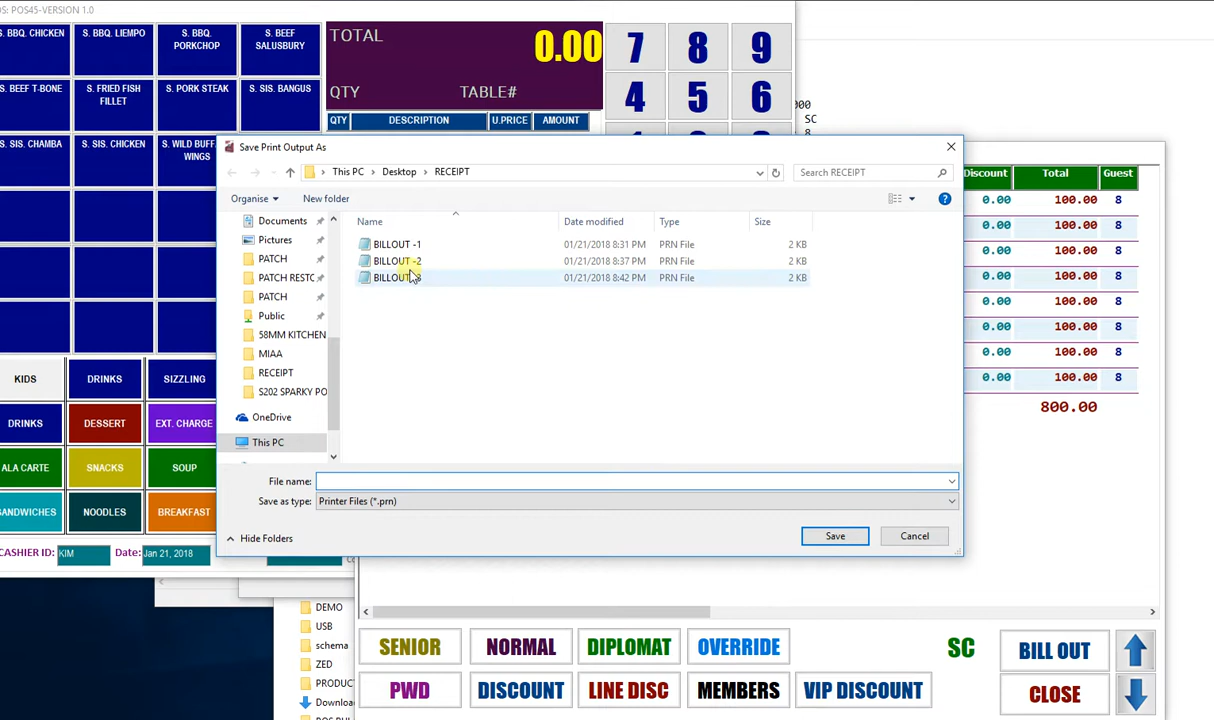 POS45-VERSION 1.0
S. BBQ. CHICKEN
S. BBQ. LIEMPO
S. BBQ. PORKCHOP
S. BEEF SALUSBURY
S. BEEF T-BONE
S. FRIED FISH FILLET
S. PORK STEAK
S. SIS. BANGUS
S. SIS. CHAMBA
S. SIS. CHICKEN
S. WILD BUFF
WINGS
TOTAL
0.00
QTY
TABLE#
QTY DESCRIPTION U.PRICE AMOUNT
7 8 9
4 5 6
000
SC
8
Save Print Output As
This PC
Desktop
RECEIPT
Search RECEIPT
Organise
New folder
Documents
Pictures
PATCH
PATCH RESTO
PATCH
Public
58MM KITCHEN
MIAA
RECEIPT
S202 SPARKY PO
OneDrive
This PC
Name
Date modified
Type
Size
BILLOUT -1 01/21/2018 8:31 PM PRN File 2 KB
BILLOUT -2 01/21/2018 8:37 PM PRN File 2 KB
BILLOUT 01/21/2018 8:42 PM PRN File 2 KB
File name:
Save as type: Printer Files (*.prn)
Hide Folders
Save
Cancel
Discount Total Guest
0.00 100.00 8
0.00 100.00 8
0.00 100.00 8
0.00 100.00 8
0.00 100.00 8
0.00 100.00 8
0.00 100.00 8
0.00 100.00 8
800.00
KIDS
DRINKS
SIZZLING
DRINKS
DESSERT
EXT. CHARGE
ALA CARTE
SNACKS
SOUP
SANDWICHES
NOODLES
BREAKFAST
CASHIER ID: KIM
Date: Jan 21, 2018
DEMO
USB
schema
ZED
PRODUCT
Download
SENIOR
NORMAL
DIPLOMAT
OVERRIDE
SC
BILL OUT
PWD
DISCOUNT
LINE DISC
MEMBERS
VIP DISCOUNT
CLOSE